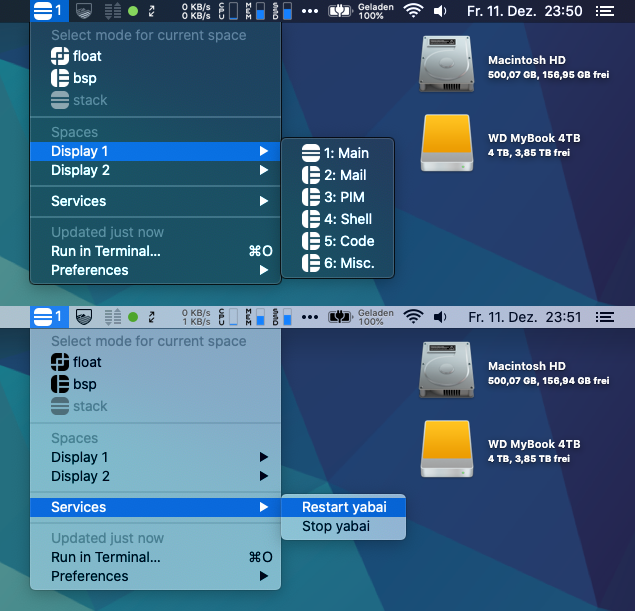 1
0 KB/s
0 KB/s
CPU
MEM
SSD
Geladen
100%
Fr. 11. Dez. 23:50
Select mode for current space
float
bsp
stack
Spaces
Display 1
Display 2
Services
Updated just now
Run in Terminal... ⌘O
Preferences
1: Main
2: Mail
3: PIM
4: Shell
5: Code
6: Misc.
Macintosh HD
500,07 GB, 156,95 GB frei
WD MyBook 4TB
4 TB, 3,85 TB frei
1
0 KB/s
1 KB/s
CPU
MEM
SSD
Geladen
100%
Fr. 11. Dez. 23:51
Select mode for current space
float
bsp
stack
Spaces
Display 1
Display 2
Services
Updated just now
Run in Terminal... ⌘O
Preferences
Restart yabai
Stop yabai
Macintosh HD
500,07 GB, 156,94 GB frei
WD MyBook 4TB
4 TB, 3,85 TB frei